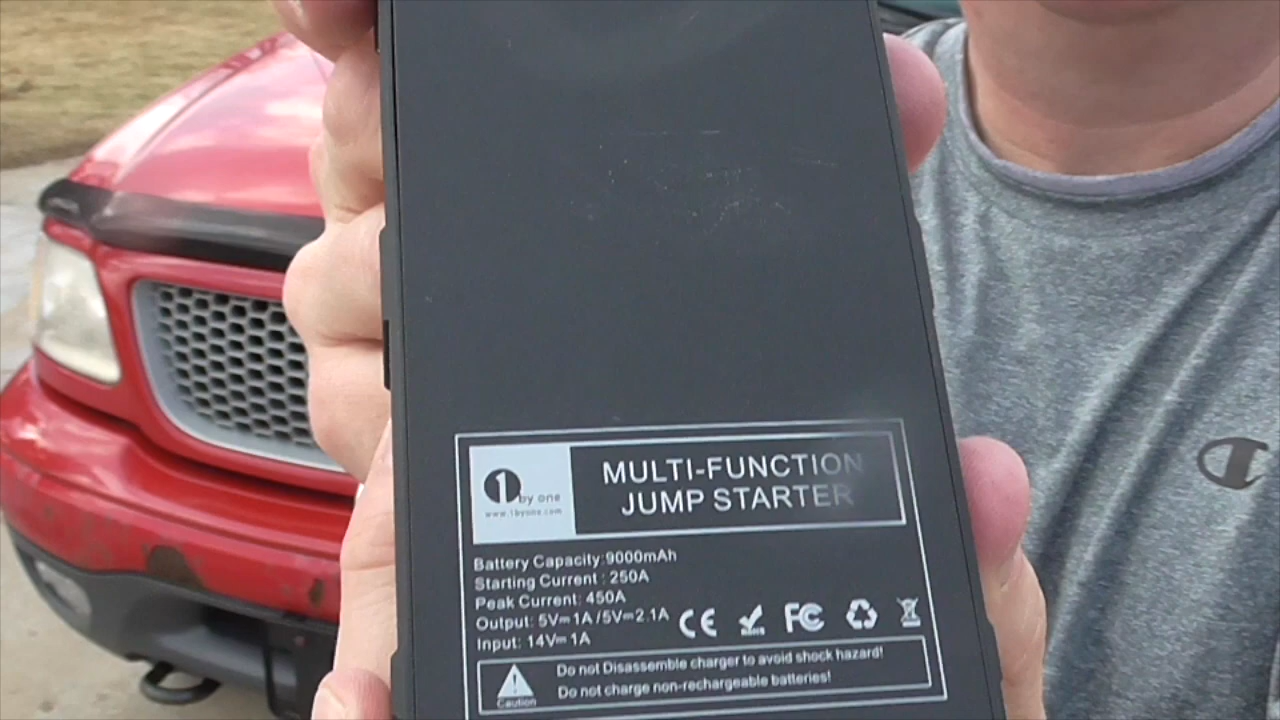 1 by one
www.1byone.com
MULTI-FUNCTION
JUMP STARTER
Battery Capacity:9000mAh
Starting Current : 250A
Peak Current: 450A
Output: 5V⎓1A /5V⎓2.1A
Input: 14V⎓1A
CE FC
Caution
Do not Disassemble charger to avoid shock hazard!
Do not charge non-rechargeable batteries!